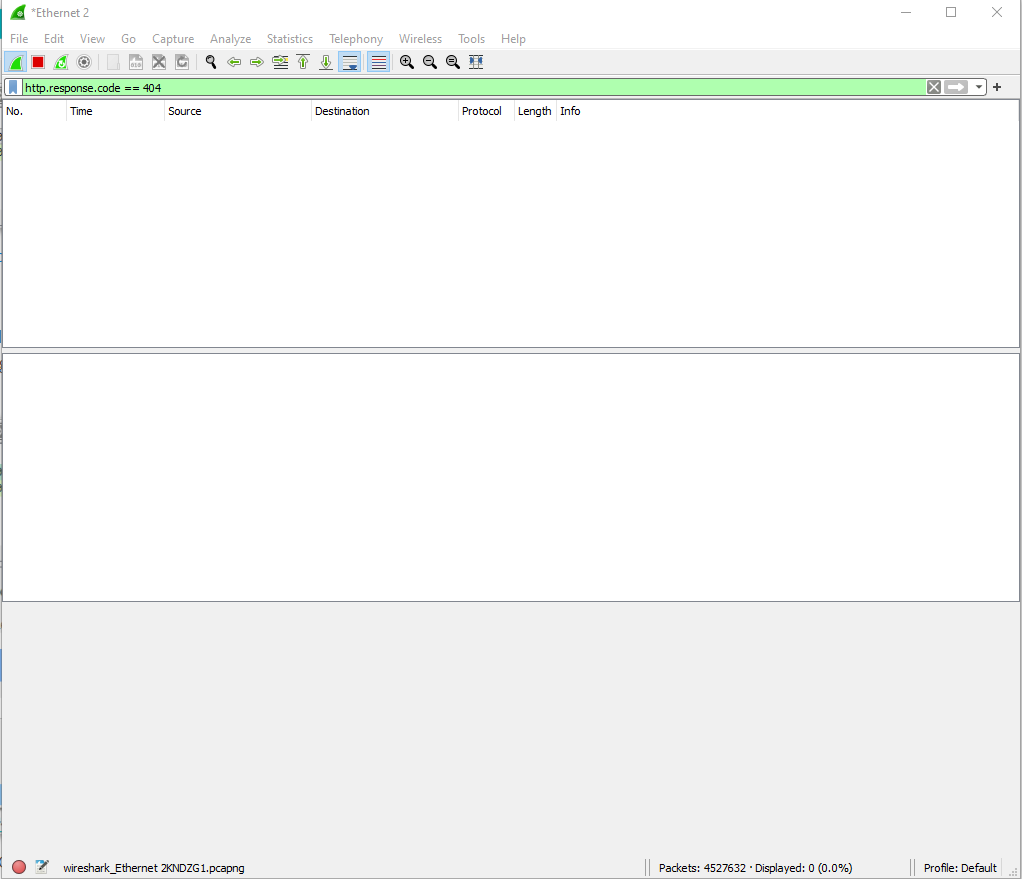 *Ethernet 2
File Edit View Go Capture Analyze Statistics Telephony Wireless Tools Help
http.response.code == 404
No. Time Source Destination Protocol Length Info
wireshark_Ethernet 2KNDZG1.pcapng Packets: 4527632 · Displayed: 0 (0.0%) Profile: Default